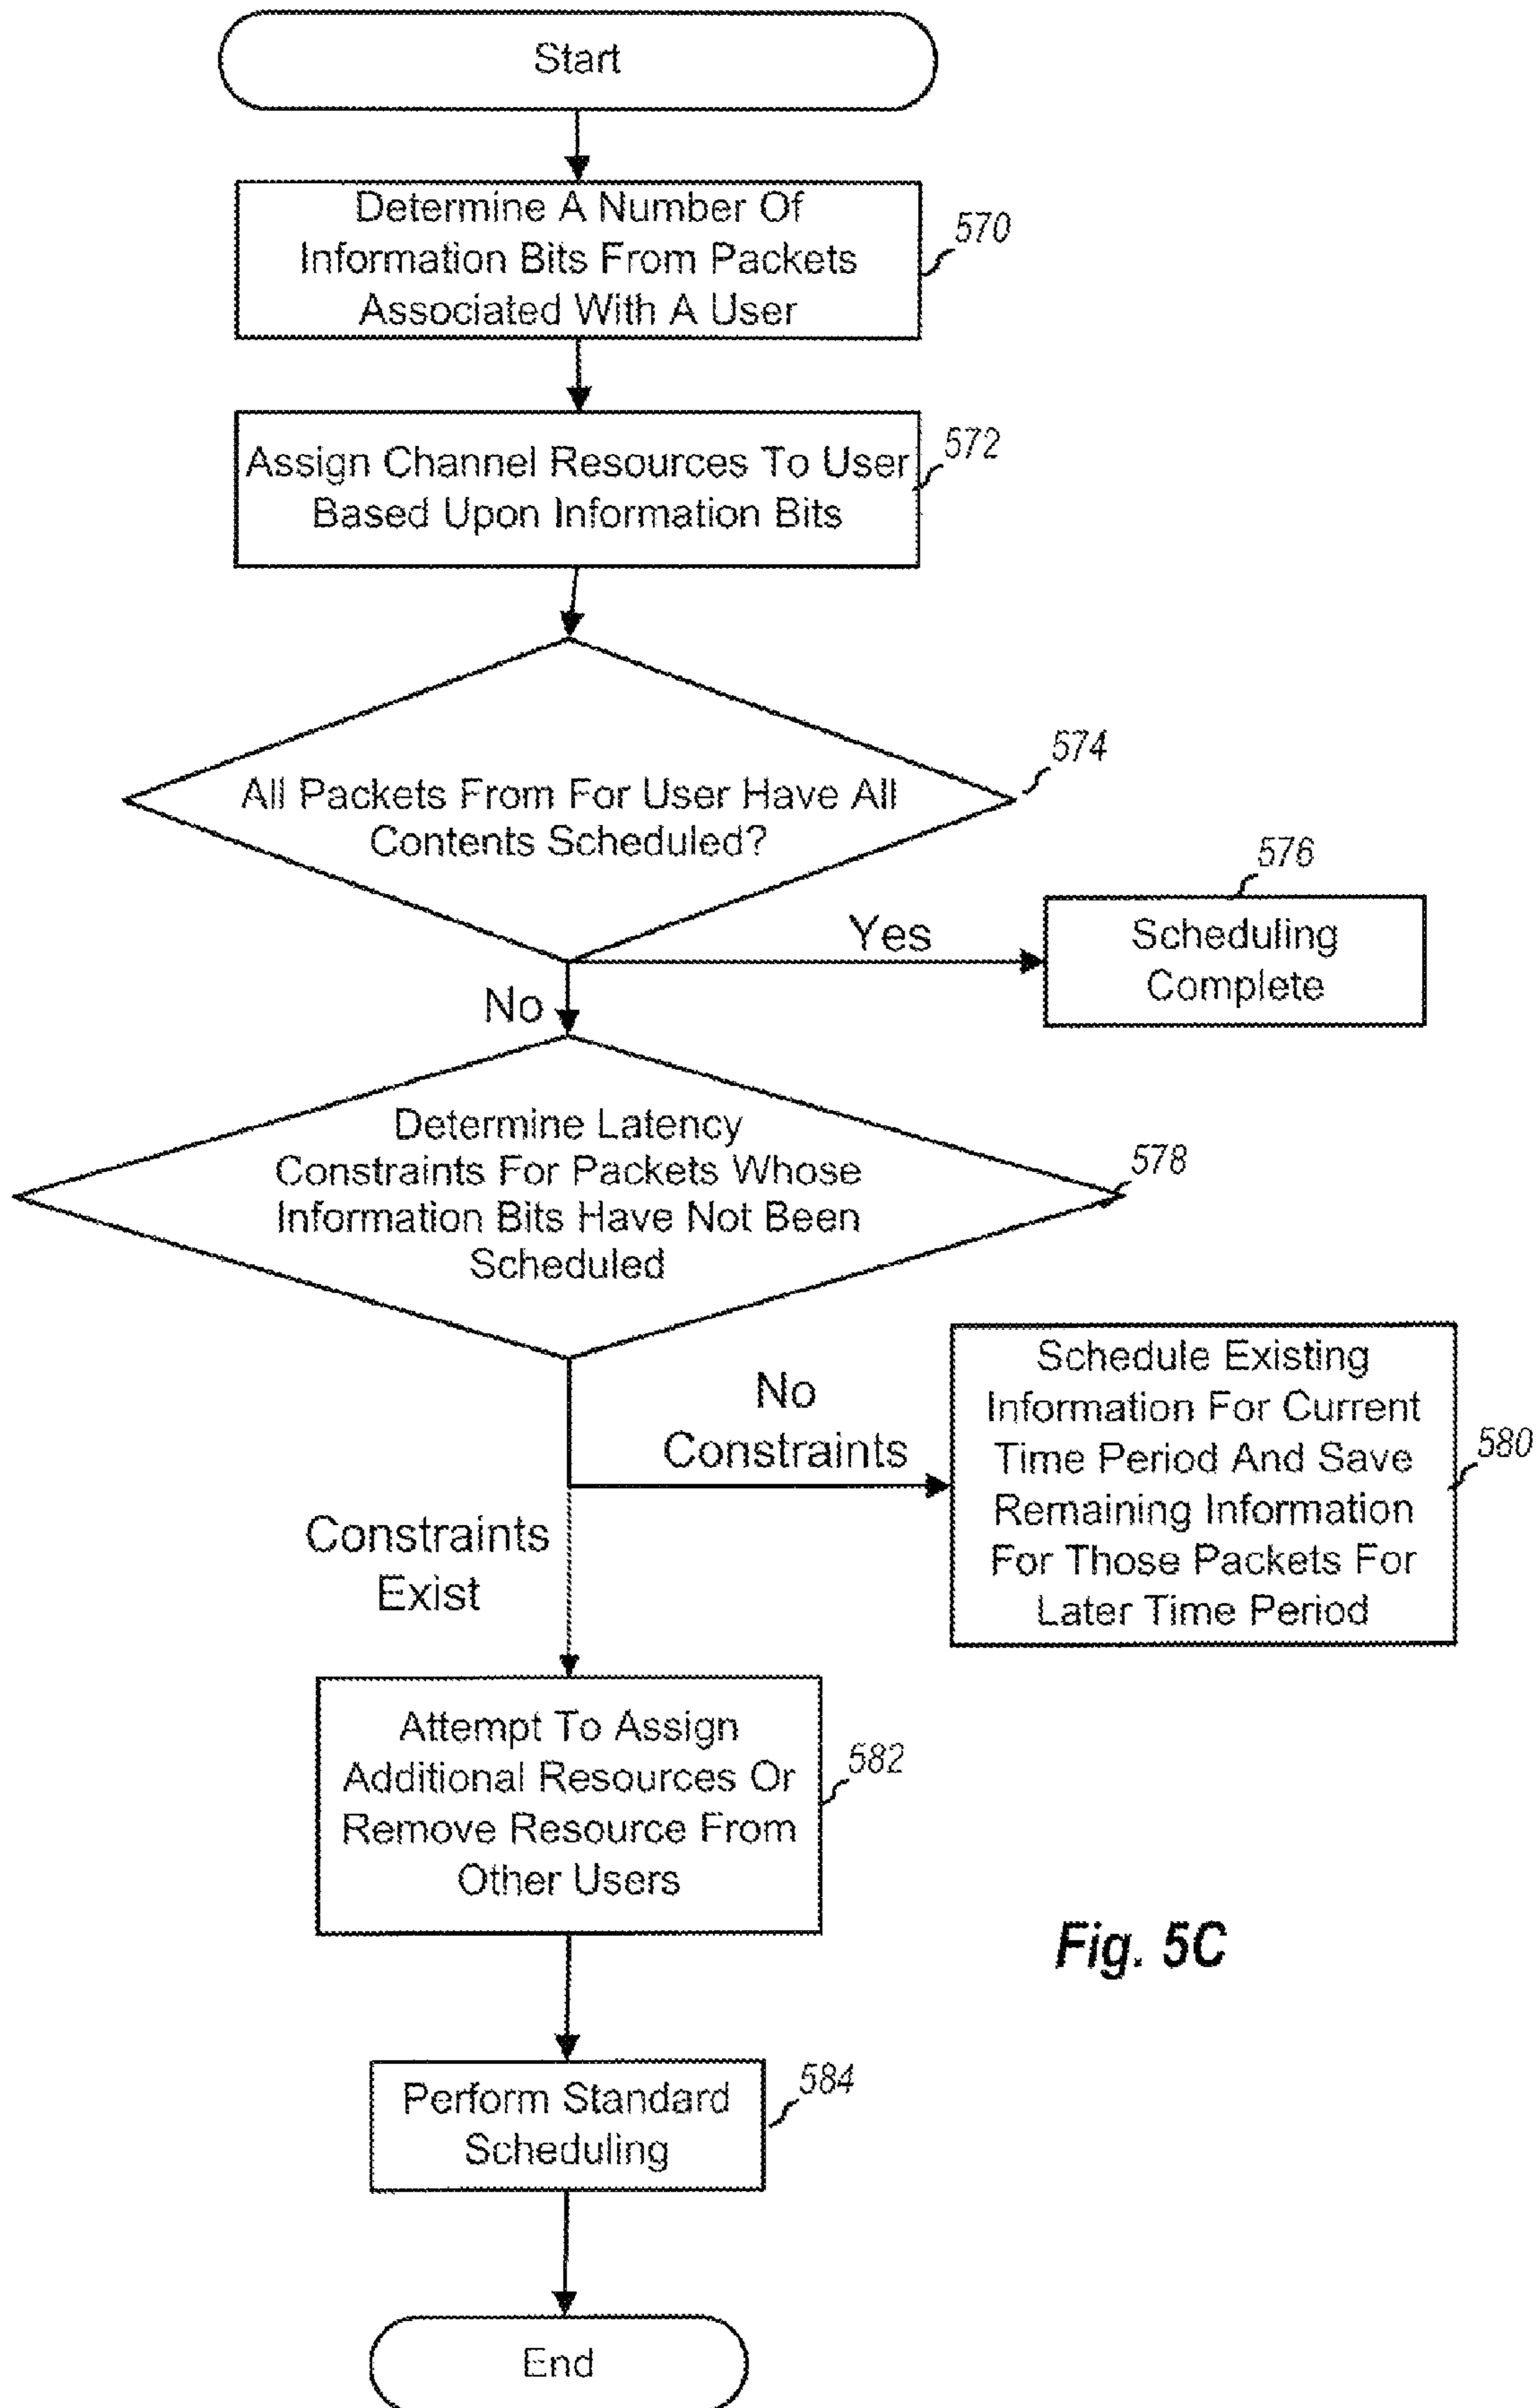 Start
Determine A Number Of
Information Bits From Packets
Associated With A User
570
Assign Channel Resources To User
Based Upon Information Bits
572
All Packets From For User Have All
Contents Scheduled?
574
Yes
576
Scheduling
Complete
No
Determine Latency
Constraints For Packets Whose
Information Bits Have Not Been
Scheduled
578
No
Constraints
Schedule Existing
Information For Current
Time Period And Save
Remaining Information
For Those Packets For
Later Time Period
580
Constraints
Exist
Attempt To Assign
Additional Resources Or
Remove Resource From
Other Users
582
Fig. 5C
Perform Standard
Scheduling
584
End